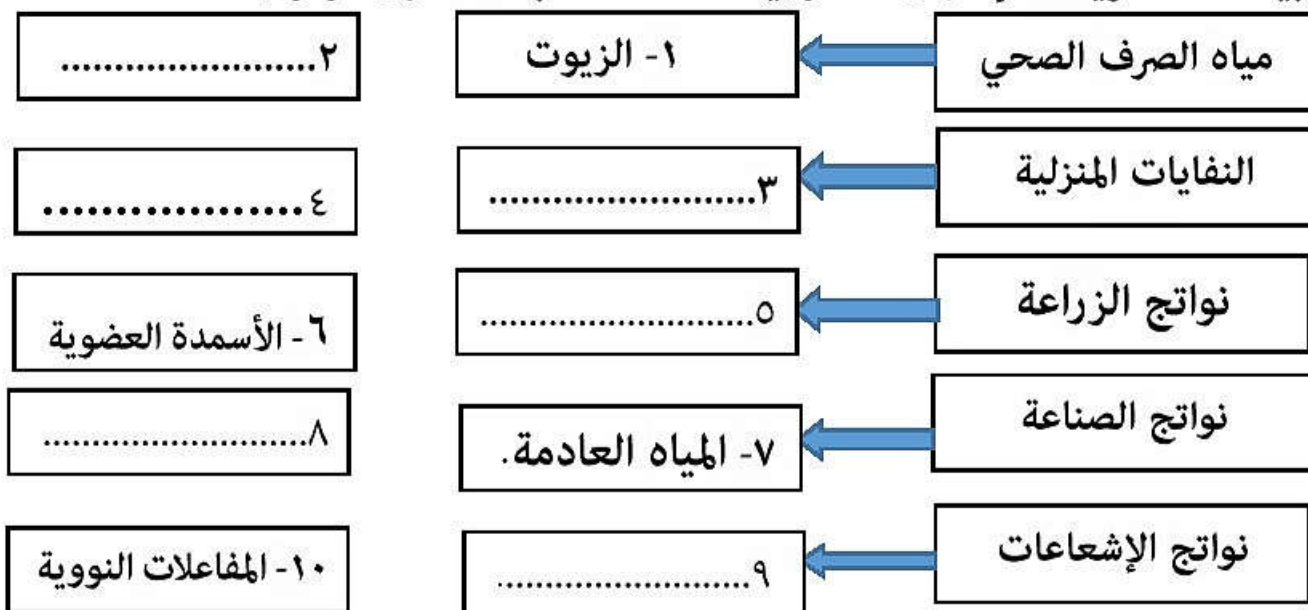 مياه الصرف الصحي
١- الزيوت
٢........................
النفايات المنزلية
٣.........................
٤..................
نواتج الزراعة
٥..........................
٦- الأسمدة العضوية
نواتج الصناعة
٧- المياه العادمة.
٨.........................
نواتج الإشعاعات
٩........................
١٠- المفاعلات النووية